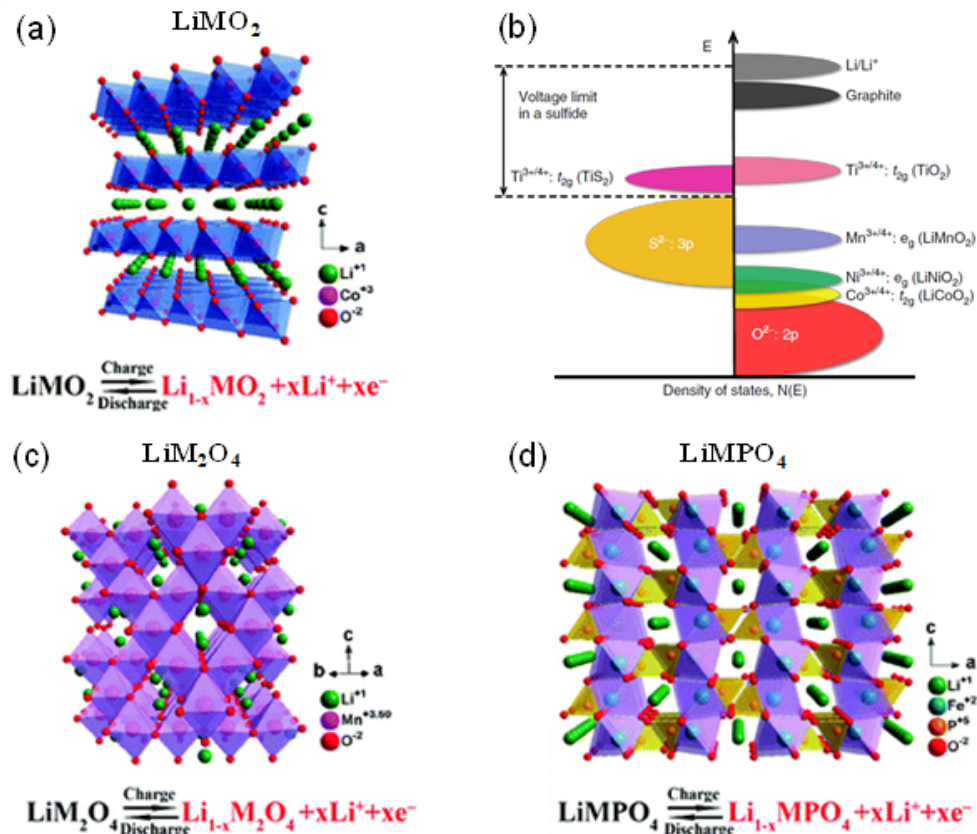 (a)
LiMO₂
c
a
Li⁺¹
Co⁺³
O⁻²
Charge
LiMO₂ ⇌ Li₁₋ₓMO₂ +xLi⁺+xe⁻
Discharge
(b)
E
Li/Li⁺
Graphite
Voltage limit
in a sulfide
Ti³⁺/⁴⁺: t₂g (TiS₂)
Ti³⁺/⁴⁺: t₂g (TiO₂)
S²⁻: 3p
Mn³⁺/⁴⁺: eg (LiMnO₂)
Ni³⁺/⁴⁺: eg (LiNiO₂)
Co³⁺/⁴⁺: t₂g (LiCoO₂)
O²⁻: 2p
Density of states, N(E)
(c)
LiM₂O₄
c
b a
Li⁺¹
Mn⁺³·⁵⁰
O⁻²
Charge
LiM₂O₄ ⇌ Li₁₋ₓM₂O₄ +xLi⁺+xe⁻
Discharge
(d)
LiMPO₄
c
a
Li⁺¹
Fe⁺²
P⁺⁵
O⁻²
Charge
LiMPO₄ ⇌ Li₁₋ₓMPO₄ +xLi⁺+xe⁻
Discharge